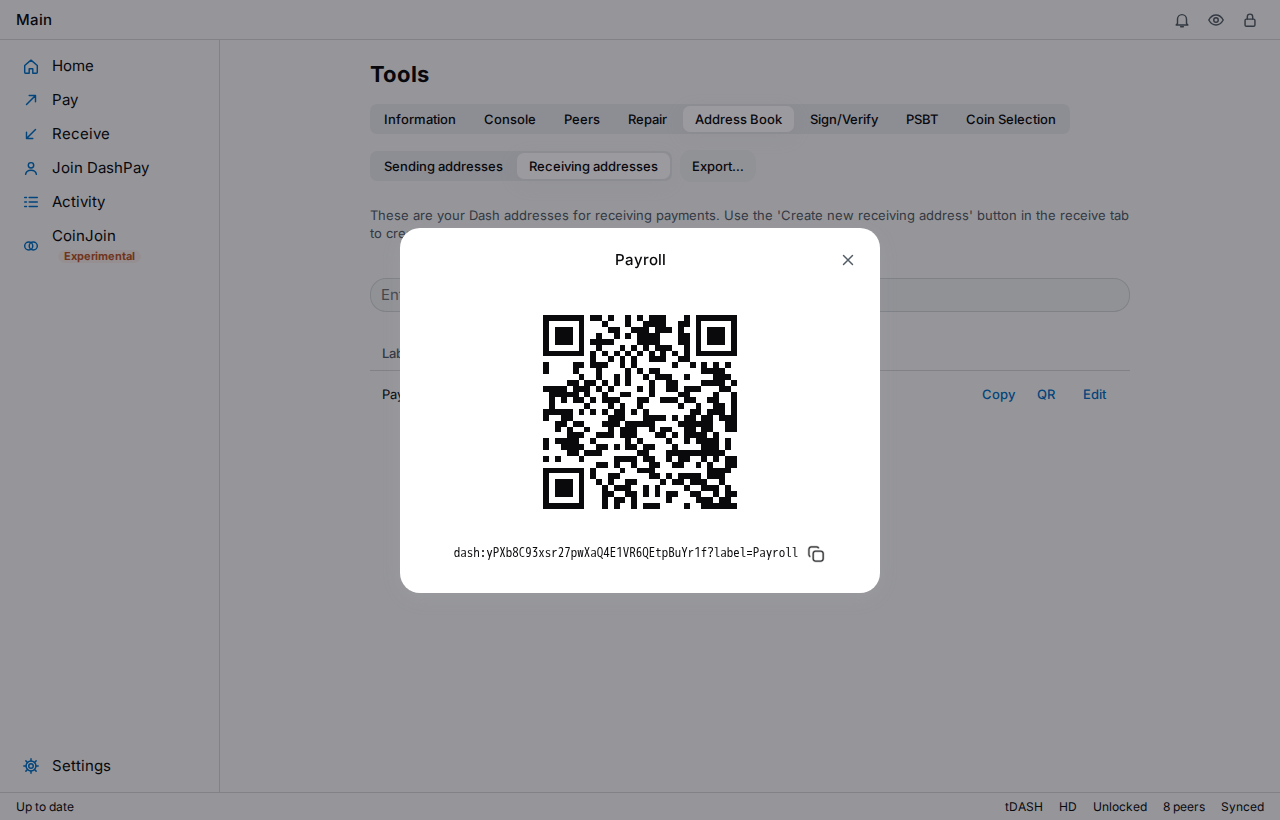 Main
Home
Pay
Receive
Join DashPay
Activity
CoinJoin
Experimental
Settings
Tools
Information Console Peers Repair Address Book Sign/Verify PSBT Coin Selection
Sending addresses Receiving addresses Export...
These are your Dash addresses for receiving payments. Use the 'Create new receiving address' button in the receive tab
to
Copy QR Edit
Payroll
dash:yPXb8C93xsr27pwXaQ4E1VR6QEtpBuYr1f?label=Payroll
Up to date
tDASH HD Unlocked 8 peers Synced